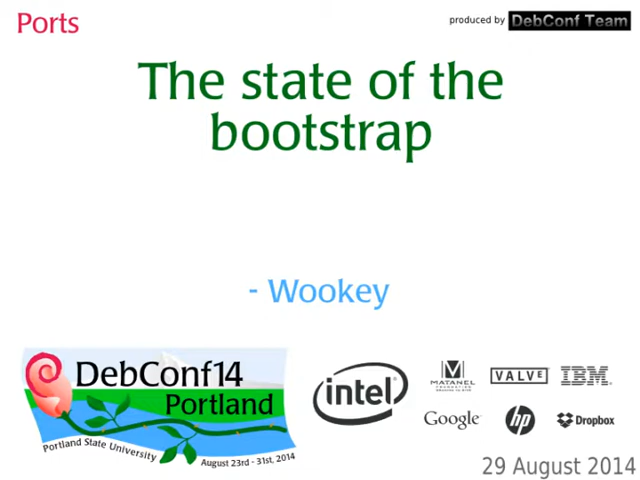 Ports
produced by DebConf Team
The state of the
bootstrap
- Wookey
DebConf14
Portland
Portland State University
August 23rd - 31st, 2014
intel
MATANEL
VALVE
IBM
Google
hp
Dropbox
29 August 2014